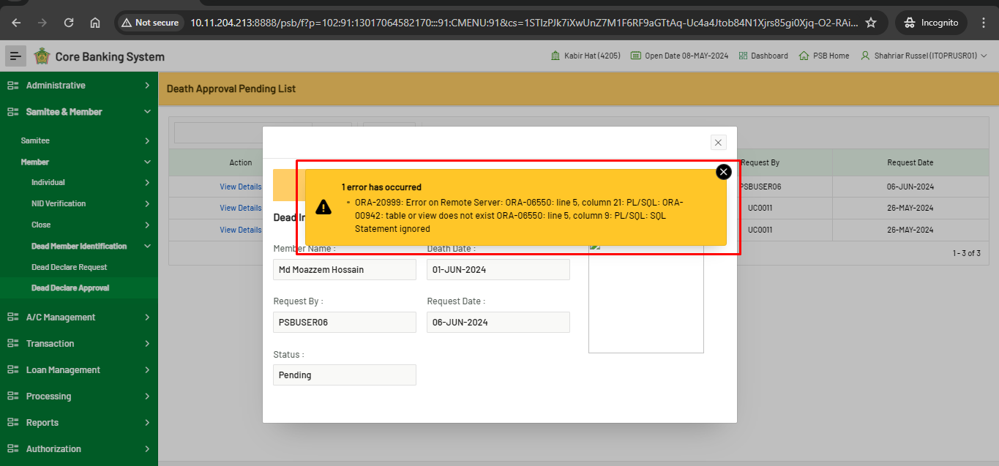 Not secure
10.11.204.213:8888/psb/f?p=102:91:13017064582170:::91:CMENU:91&cs=1STIzPJk7iXwUnZ7M1F6RF9aGTtAq-Uc4a4Jtob84N1Xjrs85gi0Xjq-O2-RAi...
Incognito
Core Banking System
Kabir Hat (4205)
Open Date 08-MAY-2024
Dashboard
PSB Home
Shahriar Russel (ITOPRUSR01)
Administrative
Samitee & Member
Samitee
Member
Individual
NID Verification
Close
Dead Member Identification
Dead Declare Request
Dead Declare Approval
A/C Management
Transaction
Loan Management
Processing
Reports
Authorization
Death Approval Pending List
Action
Request By
Request Date
View Details
PSBUSER06
06-JUN-2024
View Details
UC0011
26-MAY-2024
View Details
UC0011
26-MAY-2024
1 - 3 of 3
1 error has occurred
ORA-20999: Error on Remote Server: ORA-06550: line 5, column 21: PL/SQL: ORA-
00942: table or view does not exist ORA-06550: line 5, column 9: PL/SQL: SQL
Statement ignored
Dead In
Member Name :
Death Date :
Md Moazzem Hossain
01-JUN-2024
Request By :
Request Date :
PSBUSER06
06-JUN-2024
Status :
Pending